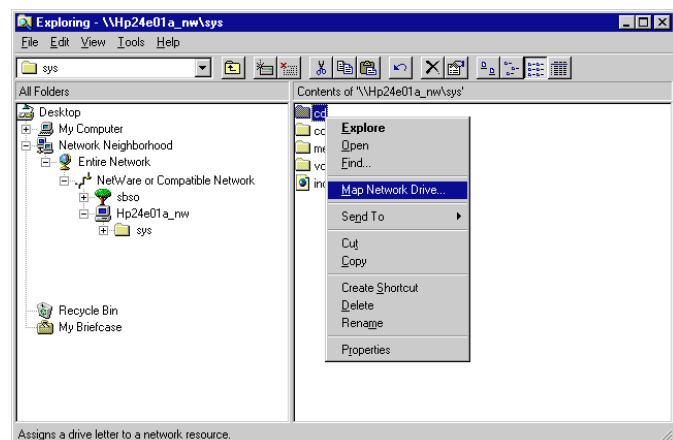 Exploring - \\Hp24e01a_nw\sys
File Edit View Tools Help
sys
All Folders
Contents of '\\Hp24e01a_nw\sys'
Desktop
My Computer
Network Neighborhood
Entire Network
NetWare or Compatible Network
sbso
Hp24e01a_nw
sys
Recycle Bin
My Briefcase
cd
Explore
Open
Find...
Map Network Drive...
Send To
Cut
Copy
Create Shortcut
Delete
Rename
Properties
Assigns a drive letter to a network resource.